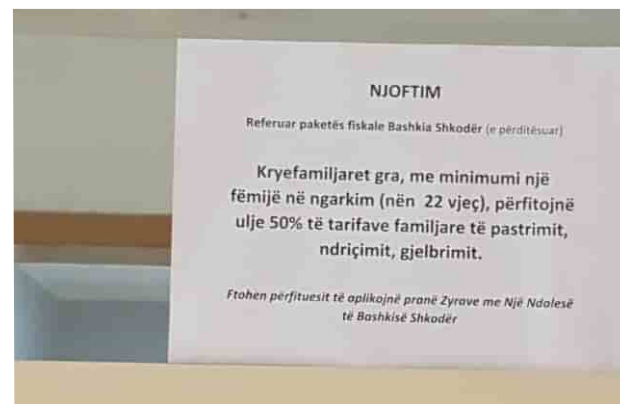 NJOFTIM
Referuar paketës fiskale Bashkia Shkodër (e përditësuar)
Kryefamiljaret gra, me minimumi një
fëmijë në ngarkim (nën 22 vjeç), përfitojnë
ulje 50% të tarifave familjare të pastrimit,
ndriçimit, gjelbrimit.
Ftohen përfituesit të aplikojnë pranë Zyrave me Një Ndalesë
të Bashkisë Shkodër